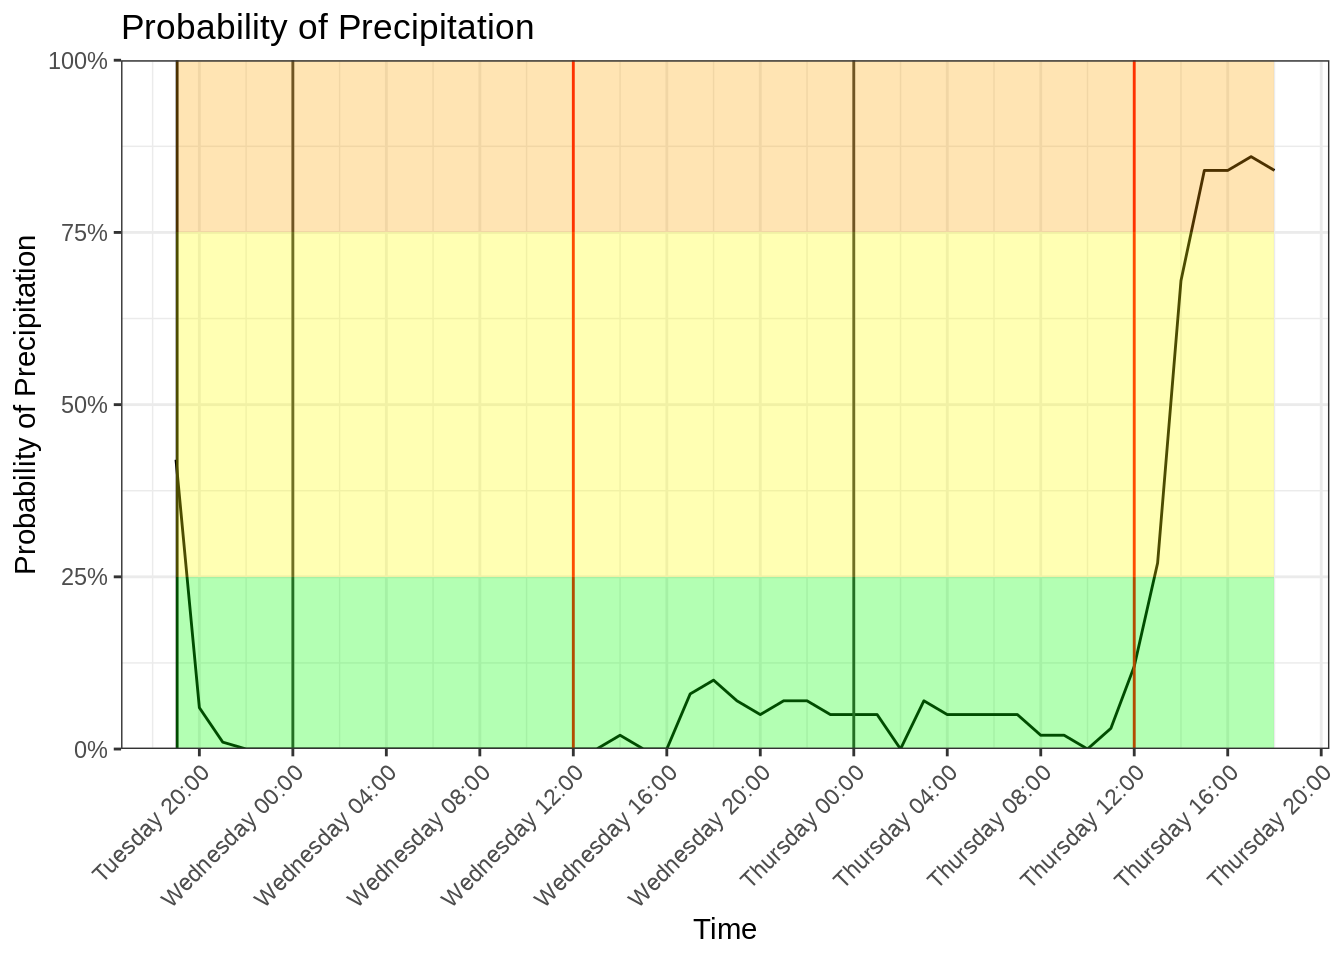 Probability of Precipitation
Probability of Precipitation
100%
75%
50%
25%
0%
Tuesday 20:00
Wednesday 00:00
Wednesday 04:00
Wednesday 08:00
Wednesday 12:00
Wednesday 16:00
Wednesday 20:00
Thursday 00:00
Thursday 04:00
Thursday 08:00
Thursday 12:00
Thursday 16:00
Thursday 20:00
Time